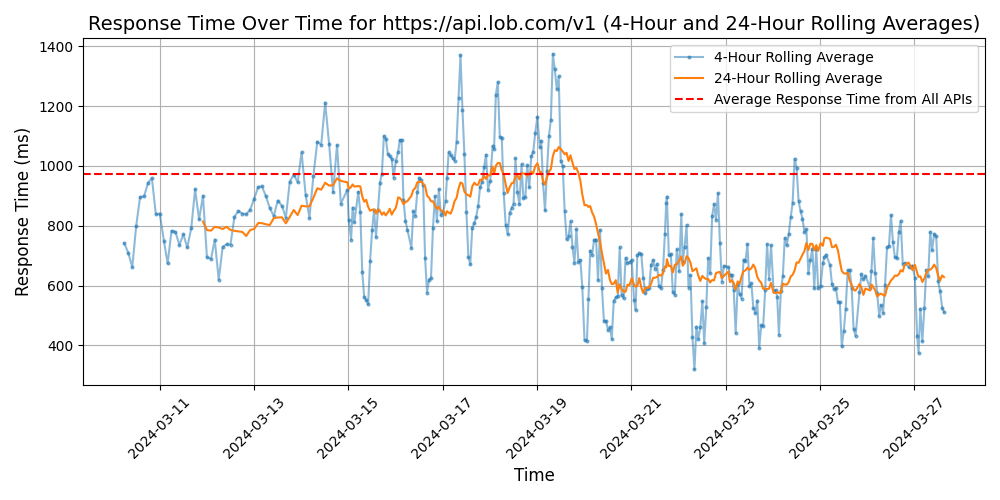 Response Time Over Time for https://api.lob.com/v1 (4-Hour and 24-Hour Rolling Averages)
4-Hour Rolling Average
24-Hour Rolling Average
Average Response Time from All APIs
Response Time (ms)
1400
1200
1000
800
600
400
2024-03-11
2024-03-13
2024-03-15
2024-03-17
2024-03-19
2024-03-21
2024-03-23
2024-03-25
2024-03-27
Time